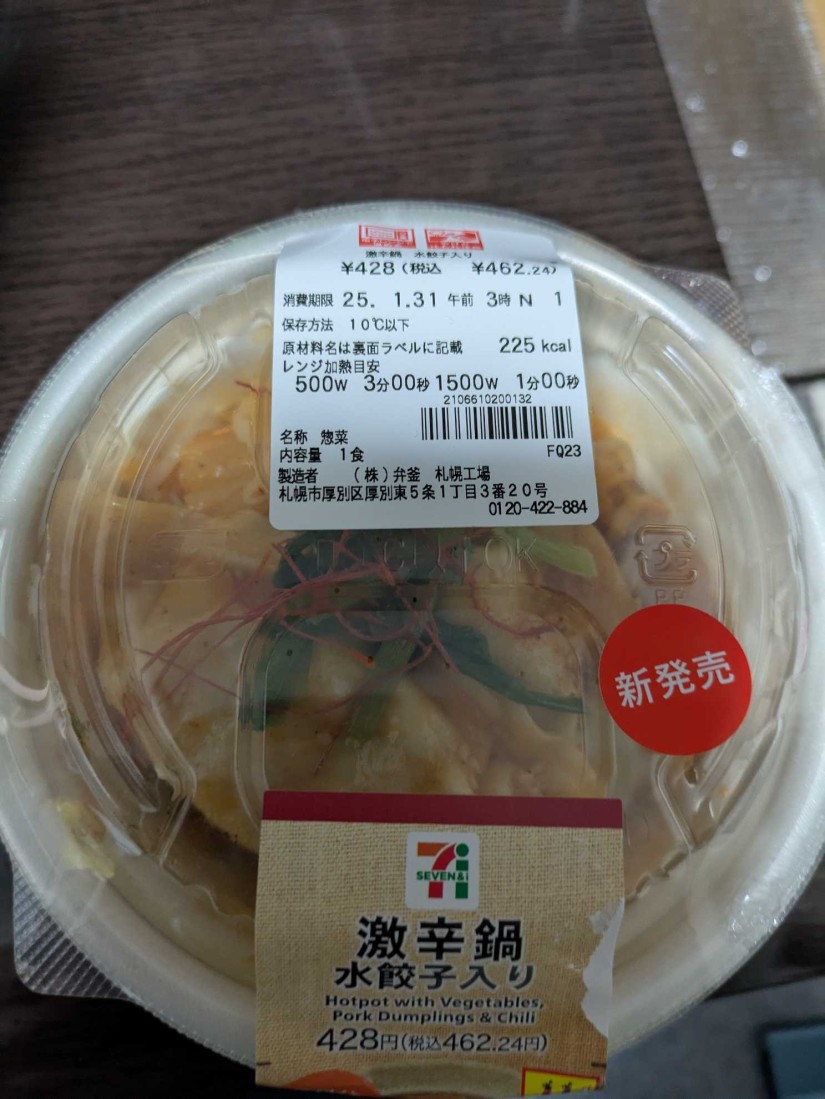 激辛鍋 水餃子入り
¥428(税込 ¥462.24)
消費期限 25. 1.31 午前 3時 N 1
保存方法 10℃以下
原材料名は裏面ラベルに記載 225 kcal
レンジ加熱目安
500W 3分00秒 1500W 1分00秒
2106610200132
名称 惣菜
内容量 1食 FQ23
製造者 (株)弁釜 札幌工場
札幌市厚別区厚別東5条1丁目3番20号
0120-422-884
プラ
新発売
SEVEN&i
激辛鍋
水餃子入り
Hotpot with Vegetables,
Pork Dumplings & Chili
428円(税込462.24円)